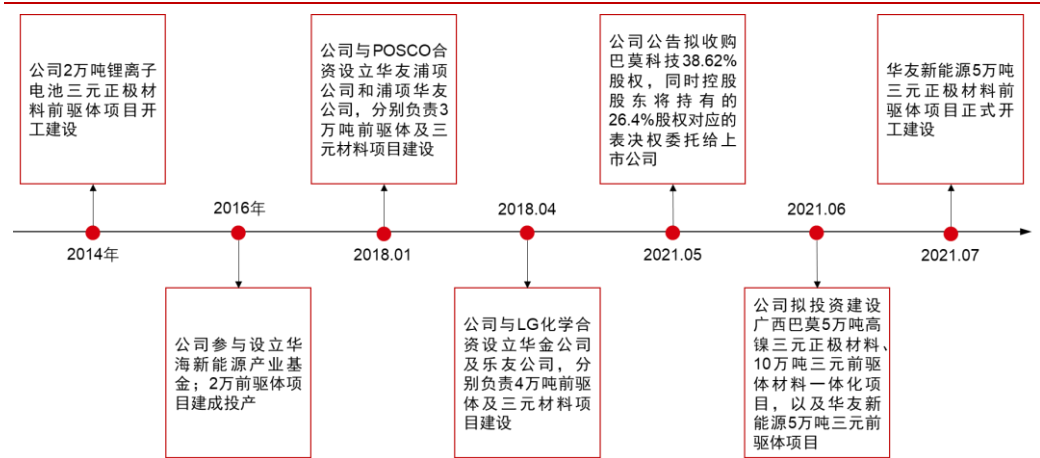 公司2万吨锂离子
电池三元正极材
料前驱体项目开
工建设
公司与POSCO合
资设立华友浦项
公司和浦项华友
公司，分别负责3
万吨前驱体及三
元材料项目建设
公司公告拟收购
巴莫科技38.62%
股权，同时控股
股东将持有的
26.4%股权对应的
表决权委托给上
市公司
华友新能源5万吨
三元正极材料前
驱体项目正式开
工建设
2016年
2018.04
2021.06
2014年
2018.01
2021.05
2021.07
公司参与设立华
海新能源产业基
金；2万前驱体项
目建成投产
公司与LG化学合
资设立华金公司
及乐友公司，分
别负责4万吨前驱
体及三元材料项
目建设
公司拟投资建设
广西巴莫5万吨高
镍三元正极材料、
10万吨三元前驱
体材料一体化项
目，以及华友新
能源5万吨三元前
驱体项目